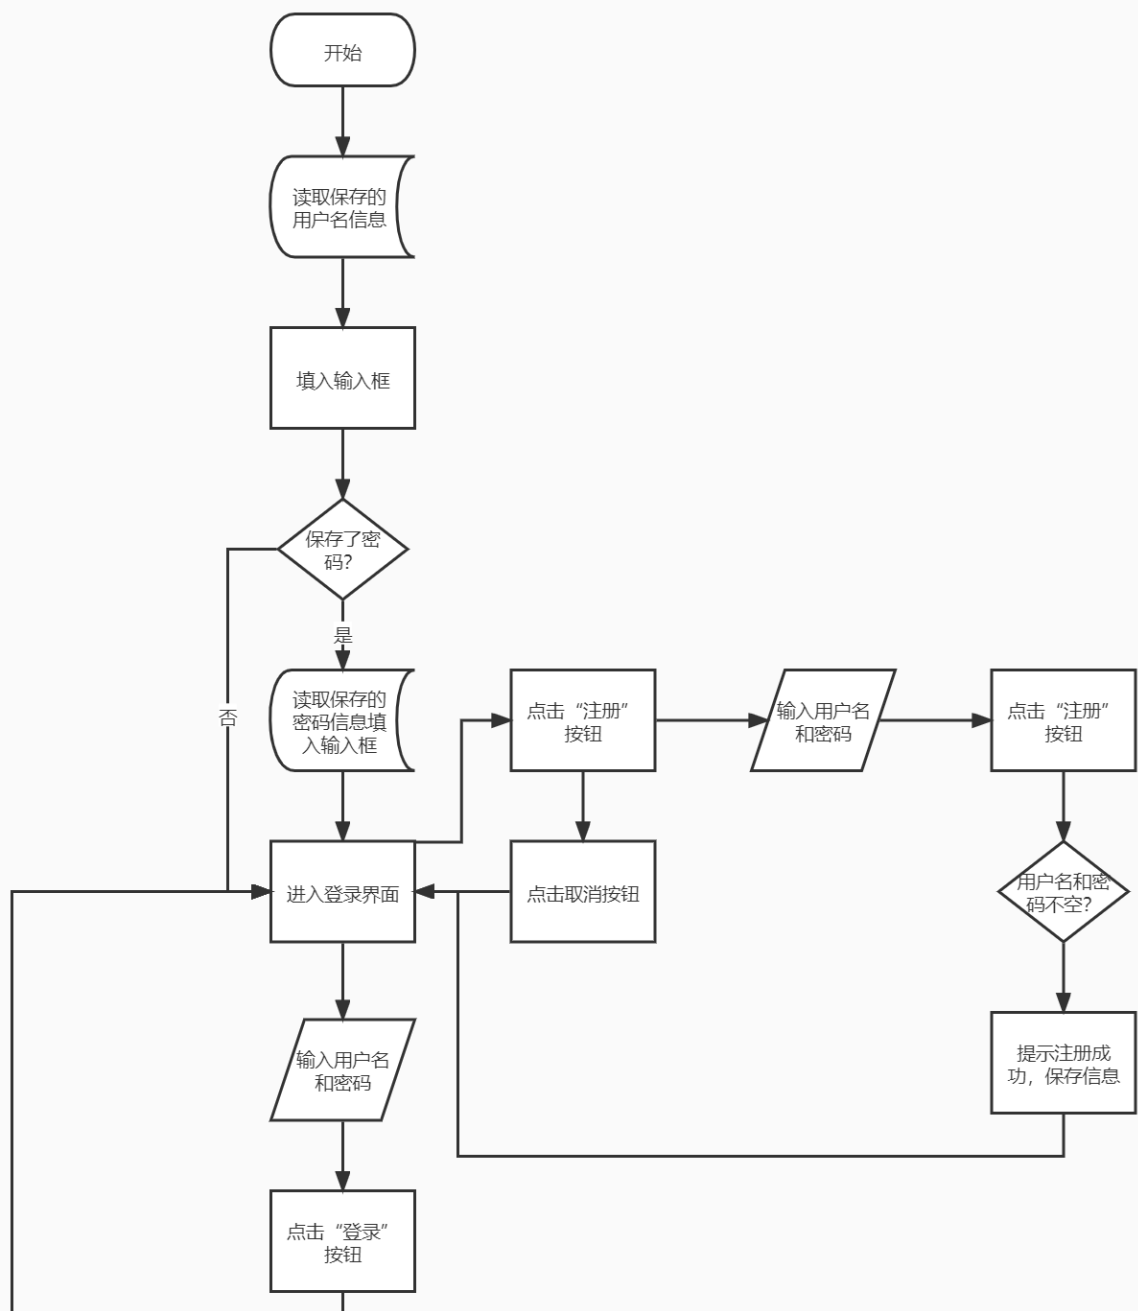 开始
读取保存的
用户名信息
填入输入框
保存了密
码?
是
否
读取保存的
密码信息填
入输入框
点击“注册”
按钮
输入用户名
和密码
点击“注册”
按钮
进入登录界面
点击取消按钮
用户名和密
码不空?
输入用户名
和密码
提示注册成
功，保存信息
点击“登录”
按钮